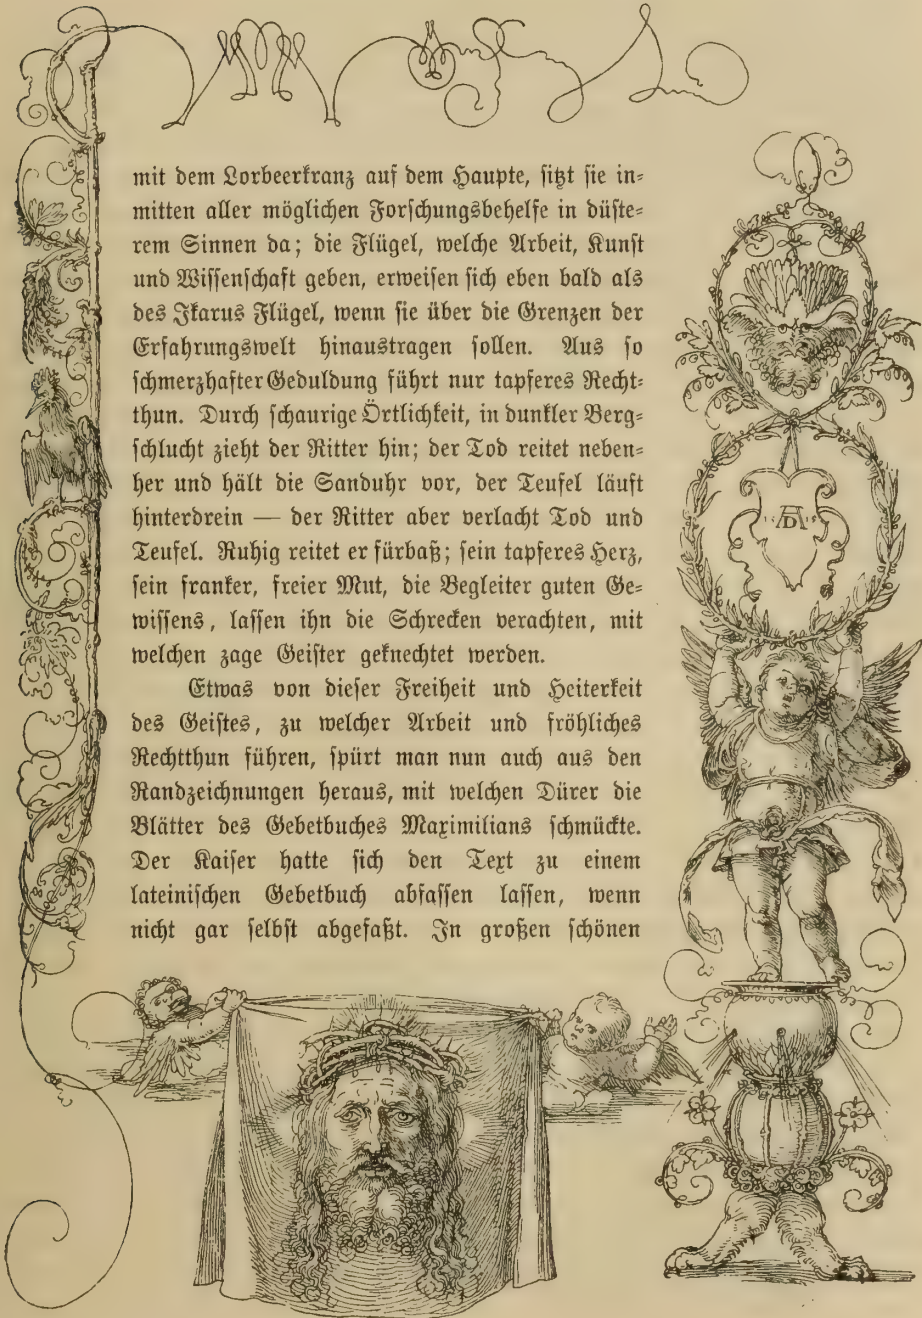 mit dem Lorbeerkranz auf dem Haupte, sitzt sie in⸗
mitten aller möglichen Forschungsbehelfe in düste⸗
rem Sinnen da; die Flügel, welche Arbeit, Kunst
und Wissenschaft geben, erweisen sich eben bald als
des Ikarus Flügel, wenn sie über die Grenzen der
Erfahrungswelt hinaustragen sollen. Aus so
schmerzhafter Geduldung führt nur tapferes Recht⸗
thun. Durch schaurige Örtlichkeit, in dunkler Berg⸗
schlucht zieht der Ritter hin; der Tod reitet neben⸗
her und hält die Sanduhr vor, der Teufel läuft
hinterdrein — der Ritter aber verlacht Tod und
Teufel. Ruhig reitet er fürbaß; sein tapferes Herz,
sein franker, freier Mut, die Begleiter guten Ge⸗
wissens, lassen ihn die Schrecken verachten, mit
welchen zage Geister geknechtet werden.
Etwas von dieser Freiheit und Heiterkeit
des Geistes, zu welcher Arbeit und fröhliches
Rechtthun führen, spürt man nun auch aus den
Randzeichnungen heraus, mit welchen Dürer die
Blätter des Gebetbuches Maximilians schmückte.
Der Kaiser hatte sich den Text zu einem
lateinischen Gebetbuch abfassen lassen, wenn
nicht gar selbst abgefaßt. In großen schönen
AD